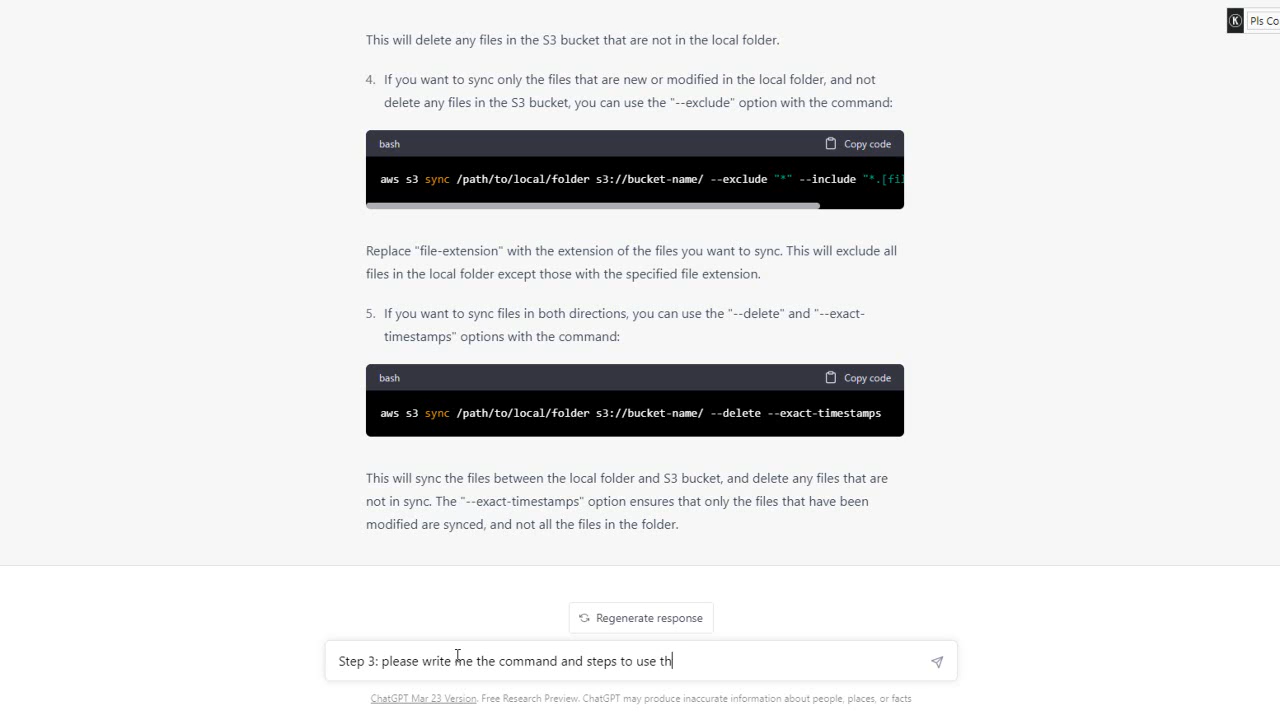 Pls Co
This will delete any files in the S3 bucket that are not in the local folder.
4. If you want to sync only the files that are new or modified in the local folder, and not
delete any files in the S3 bucket, you can use the "--exclude" option with the command:
bash
Copy code
aws s3 sync /path/to/local/folder s3://bucket-name/ --exclude "*" --include "*.[fil
Replace "file-extension" with the extension of the files you want to sync. This will exclude all
files in the local folder except those with the specified file extension.
5. If you want to sync files in both directions, you can use the "--delete" and "--exact-
timestamps" options with the command:
bash
Copy code
aws s3 sync /path/to/local/folder s3://bucket-name/ --delete --exact-timestamps
This will sync the files between the local folder and S3 bucket, and delete any files that are
not in sync. The "--exact-timestamps" option ensures that only the files that have been
modified are synced, and not all the files in the folder.
Regenerate response
Step 3: please write me the command and steps to use th
ChatGPT Mar 23 Version. Free Research Preview. ChatGPT may produce inaccurate information about people, places, or facts